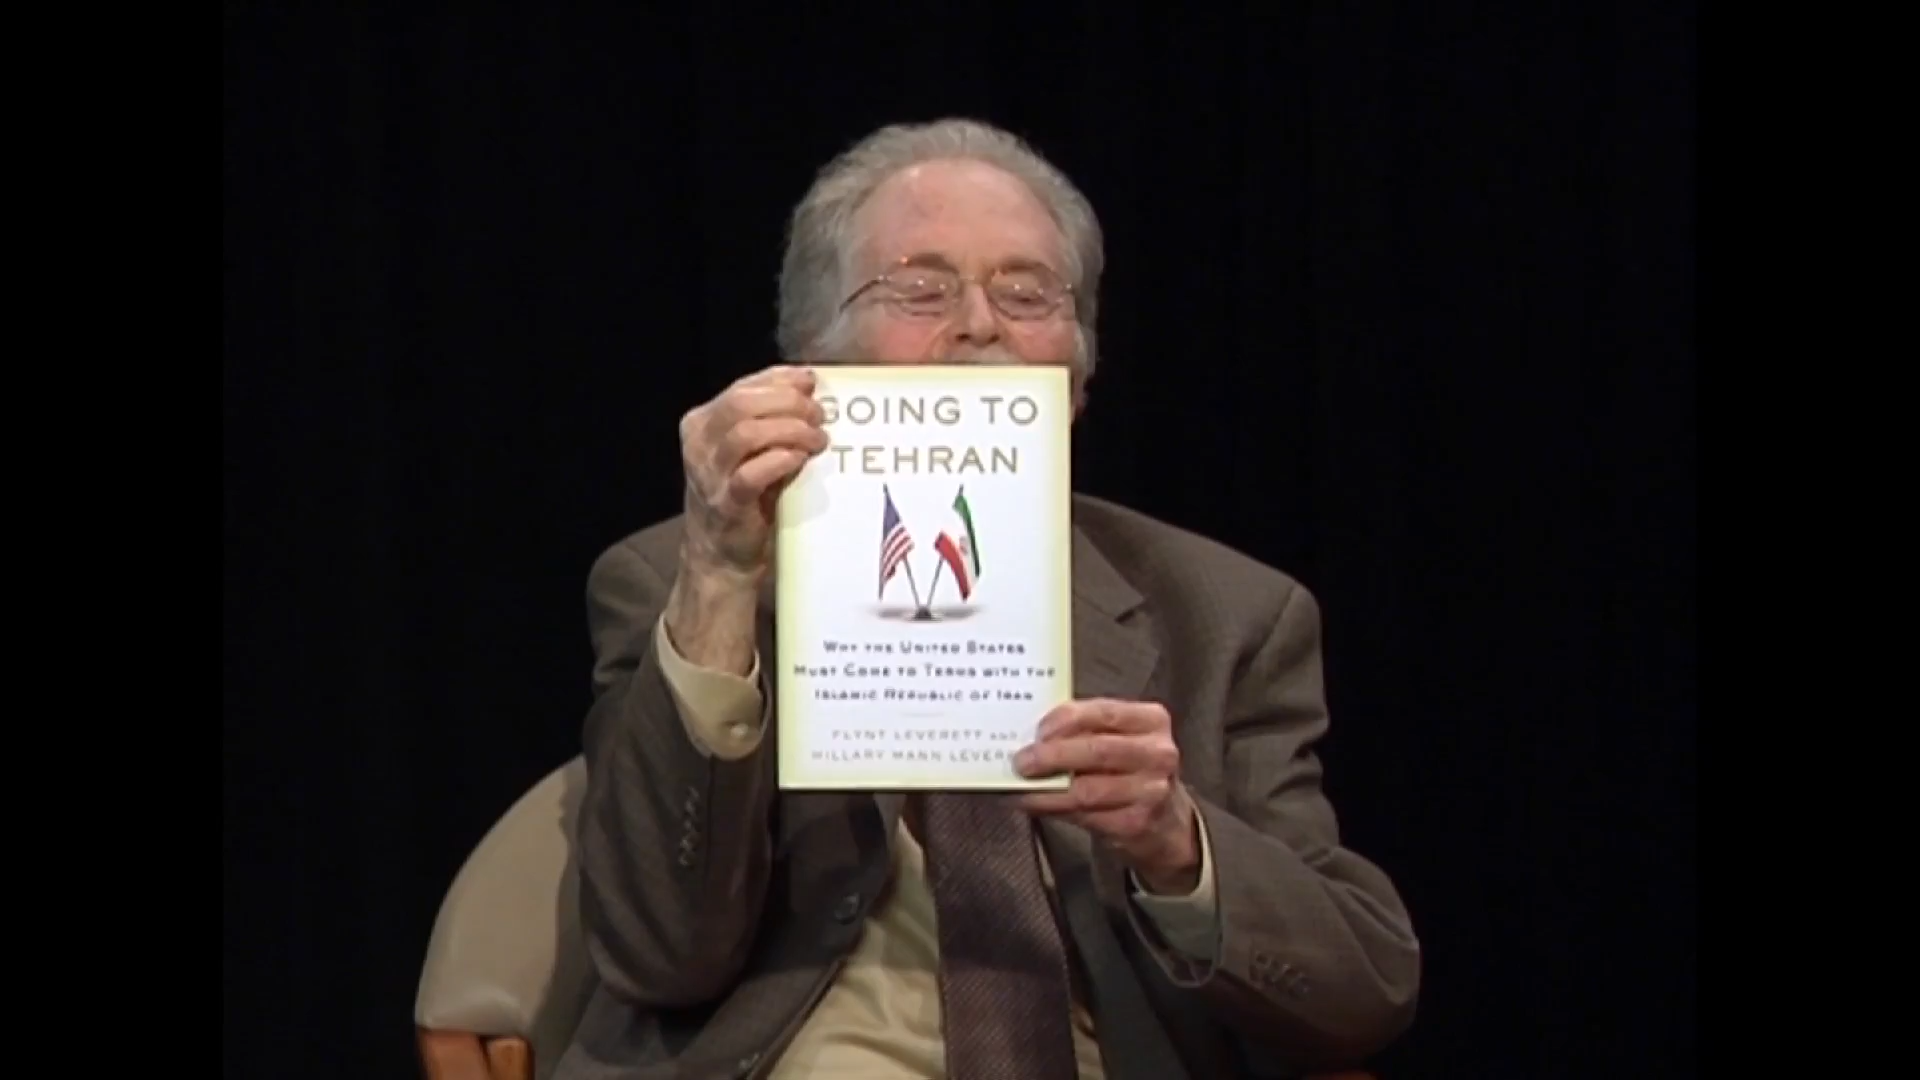 GOING TO
TEHRAN
WHY THE UNITED STATES
MUST COME TO TERMS WITH THE
ISLAMIC REPUBLIC OF IRAN
FLYNT LEVERETT AND
HILLARY MANN